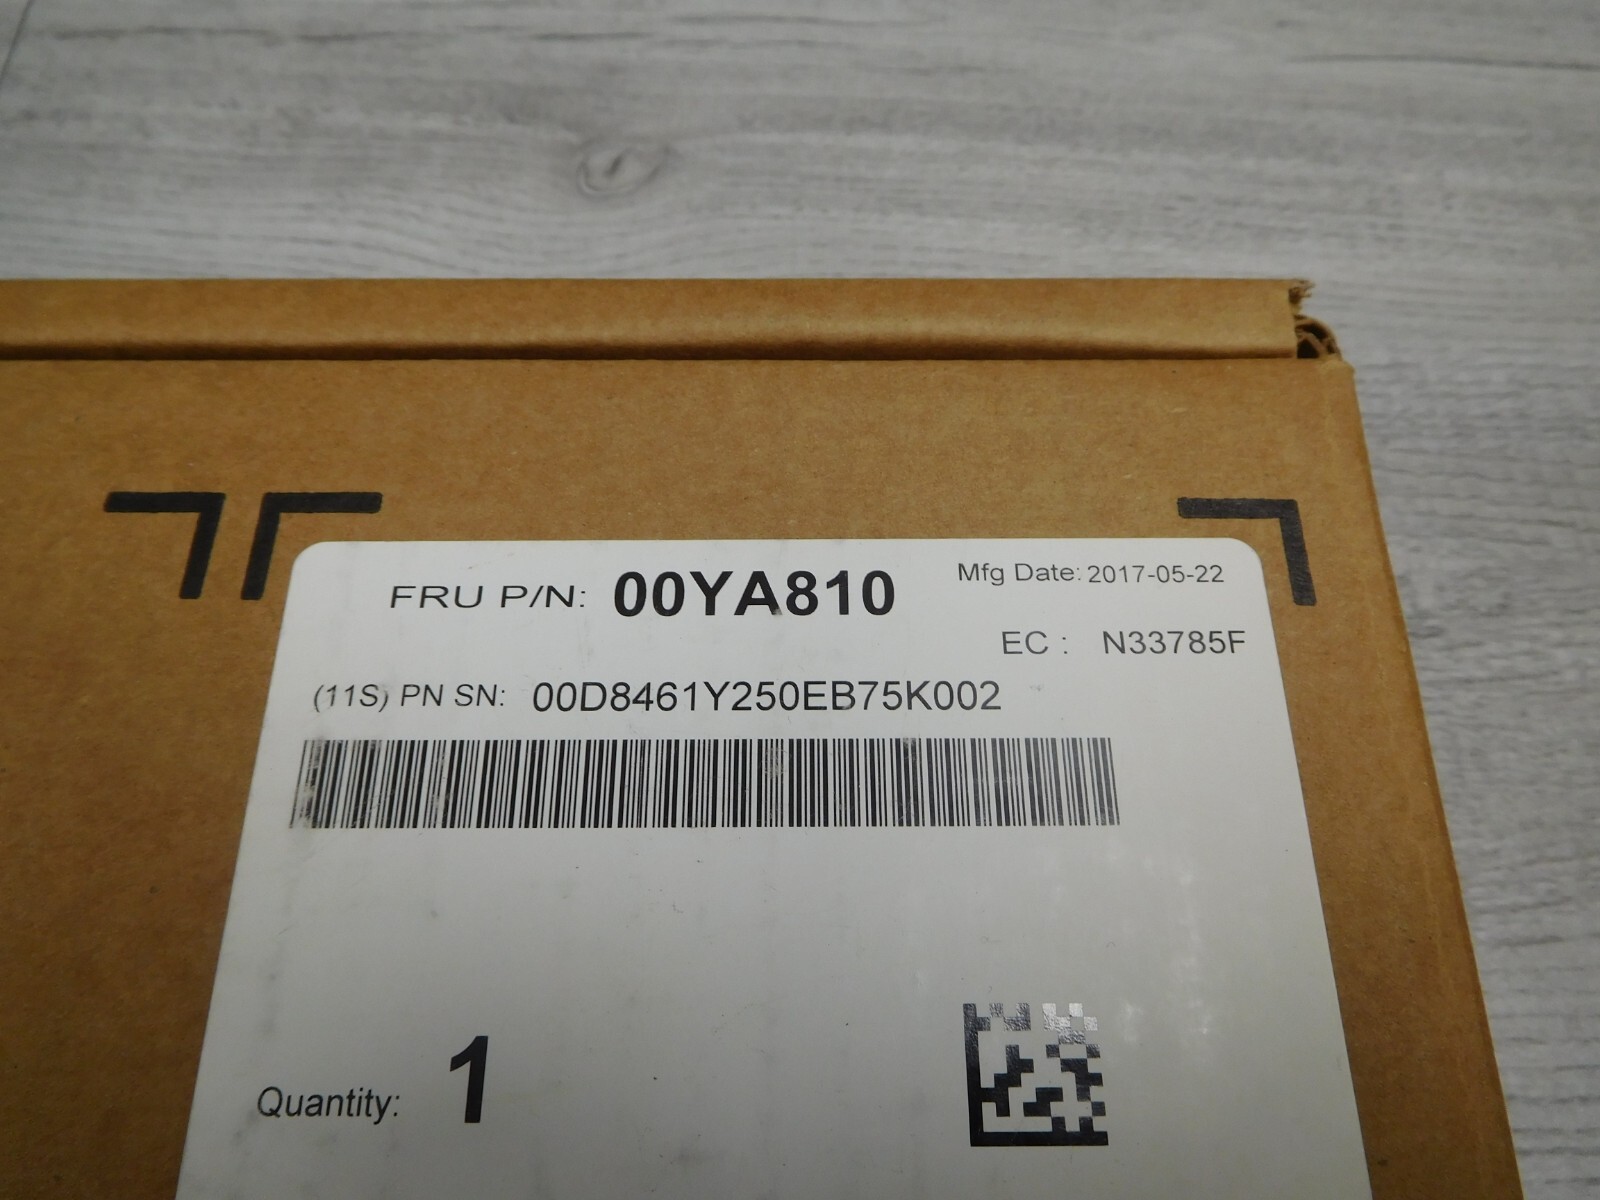 FRU P/N: 00YA810
Mfg Date: 2017-05-22
EC : N33785F
(11S) PN SN: 00D8461Y250EB75K002
Quantity: 1